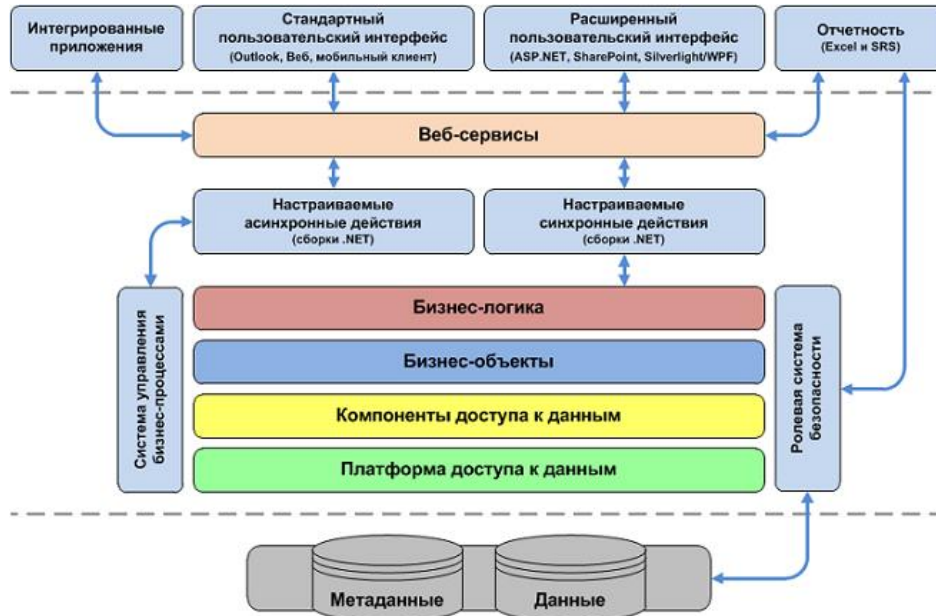 Интегрированные
приложения
Стандартный
пользовательский интерфейс
(Outlook, Веб, мобильный клиент)
Расширенный
пользовательский интерфейс
(ASP.NET, SharePoint, Silverlight/WPF)
Отчетность
(Excel и SRS)
Веб-сервисы
Настраиваемые
асинхронные действия
(сборки .NET)
Настраиваемые
синхронные действия
(сборки .NET)
Система управления
бизнес-процессами
Бизнес-логика
Бизнес-объекты
Компоненты доступа к данным
Платформа доступа к данным
Ролевая система
безопасности
Метаданные
Данные